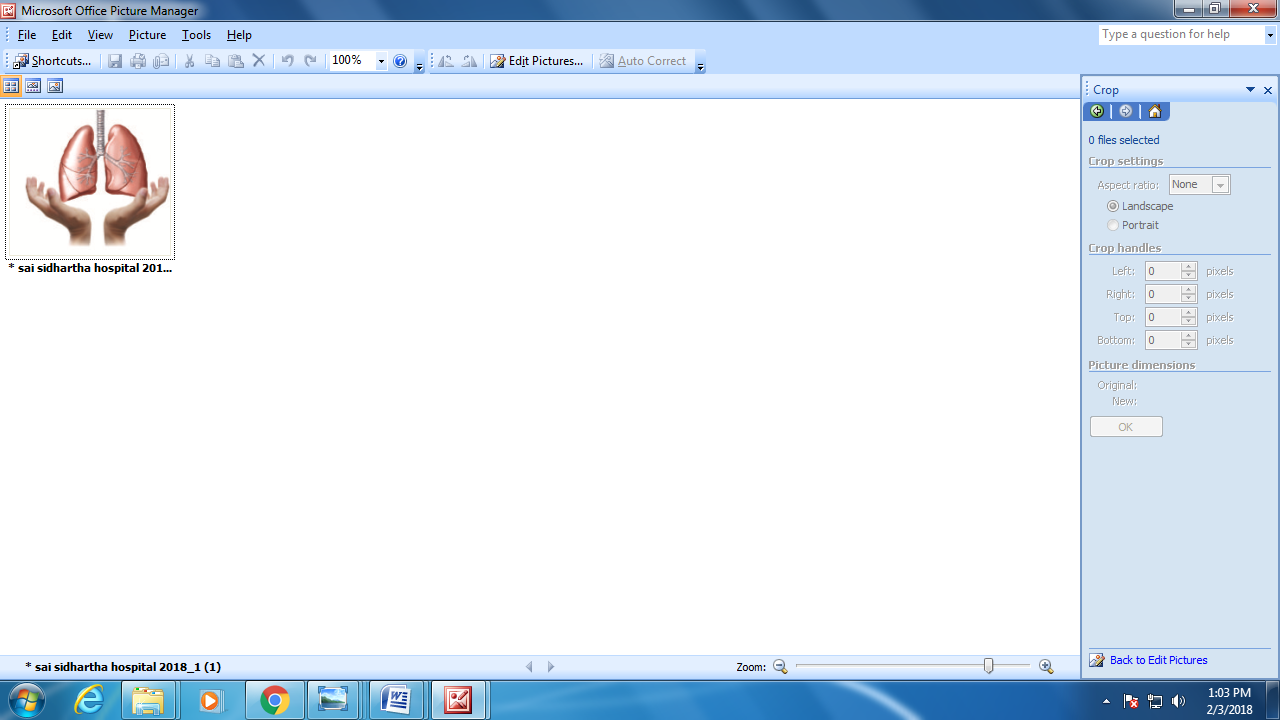 Microsoft Office Picture Manager
File Edit View Picture Tools Help
Type a question for help
Shortcuts... 100% Edit Pictures... Auto Correct
Crop
0 files selected
Crop settings
Aspect ratio: None
Landscape
Portrait
Crop handles
Left: 0 pixels
Right: 0 pixels
Top: 0 pixels
Bottom: 0 pixels
Picture dimensions
Original:
New:
OK
* sai sidhartha hospital 201...
Back to Edit Pictures
* sai sidhartha hospital 2018_1 (1)
Zoom:
1:03 PM
2/3/2018